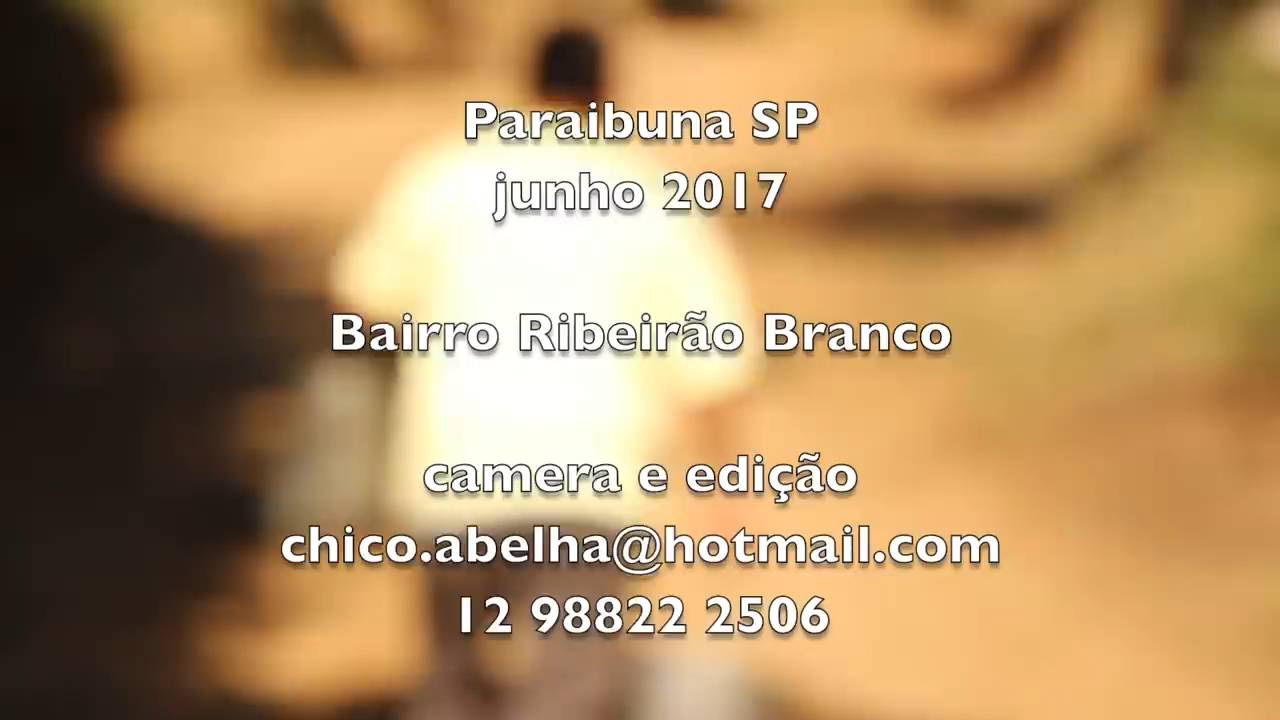 Paraibuna SP
junho 2017
Bairro Ribeirão Branco
camera e edição
chico.abelha@hotmail.com
12 98822 2506